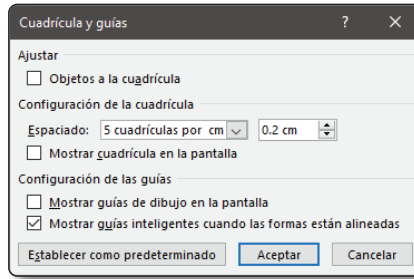 Cuadrícula y guías ? ×
Ajustar
Objetos a la cuadrícula
Configuración de la cuadrícula
Espaciado: 5 cuadrículas por cm 0.2 cm
Mostrar cuadrícula en la pantalla
Configuración de las guías
Mostrar guías de dibujo en la pantalla
Mostrar guías inteligentes cuando las formas están alineadas
Establecer como predeterminado Aceptar Cancelar